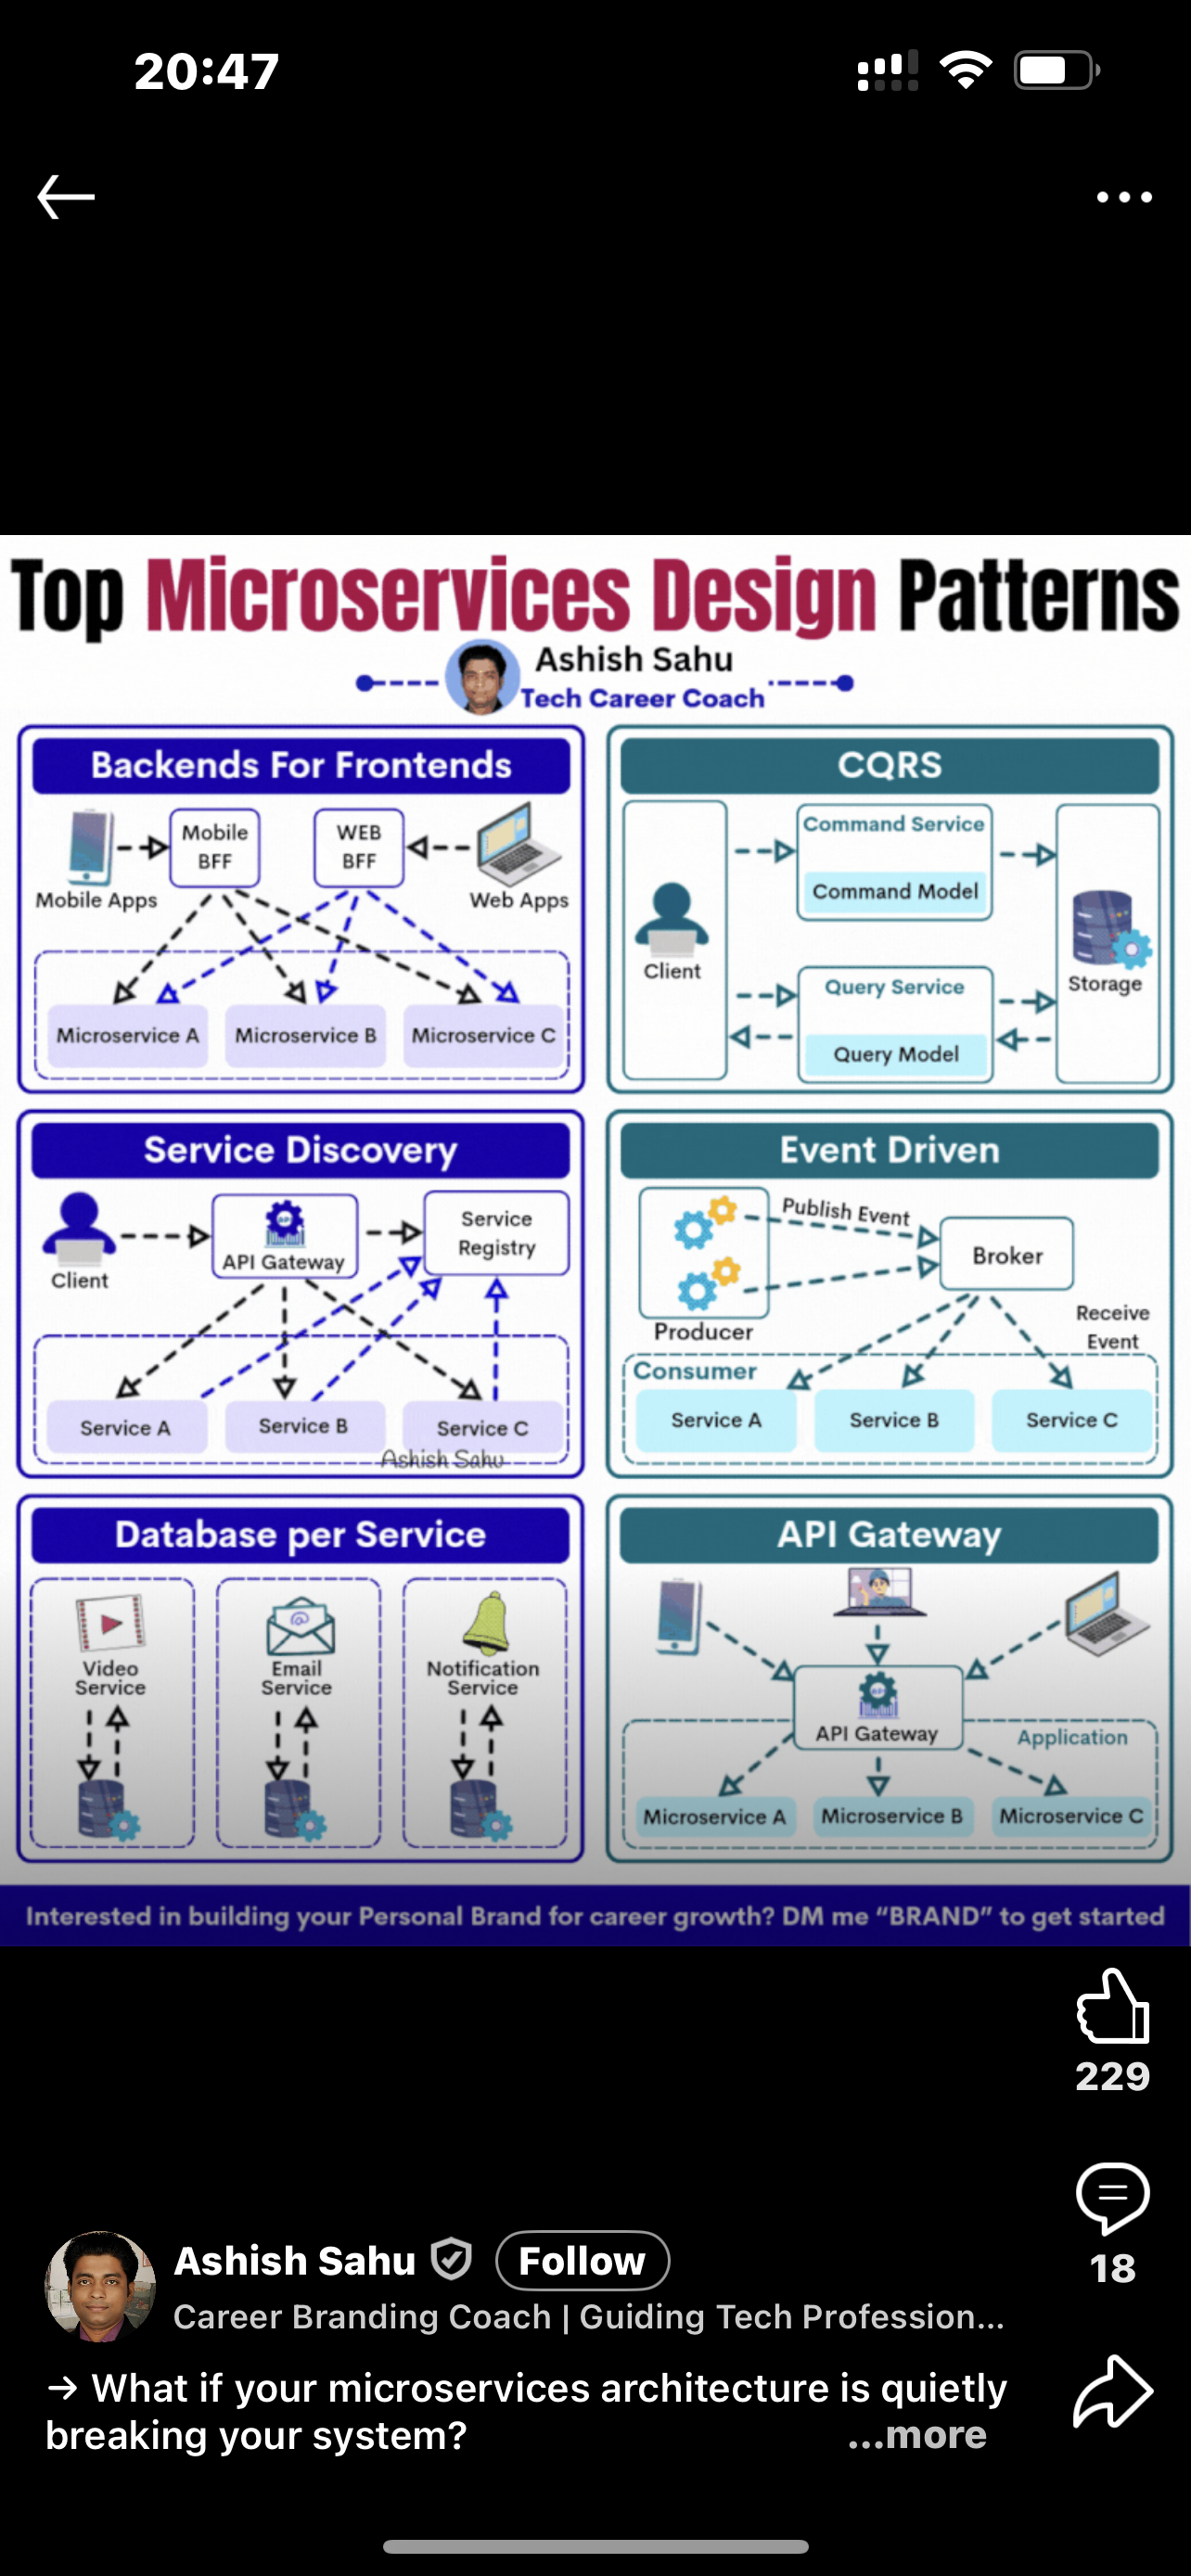 20:47
Top Microservices Design Patterns
Ashish Sahu
Tech Career Coach
Backends For Frontends
Mobile
BFF
WEB
BFF
Mobile Apps
Web Apps
Microservice A
Microservice B
Microservice C
CQRS
Command Service
Command Model
Client
Storage
Query Service
Query Model
Service Discovery
Client
API Gateway
Service
Registry
Service A
Service B
Service C
Ashish Sahu
Event Driven
Publish Event
Broker
Producer
Receive
Event
Consumer
Service A
Service B
Service C
Database per Service
Video
Service
Email
Service
Notification
Service
API Gateway
API Gateway
Application
Microservice A
Microservice B
Microservice C
Interested in building your Personal Brand for career growth? DM me “BRAND” to get started
229
18
Ashish Sahu
Follow
Career Branding Coach | Guiding Tech Profession...
→ What if your microservices architecture is quietly
breaking your system? ...more